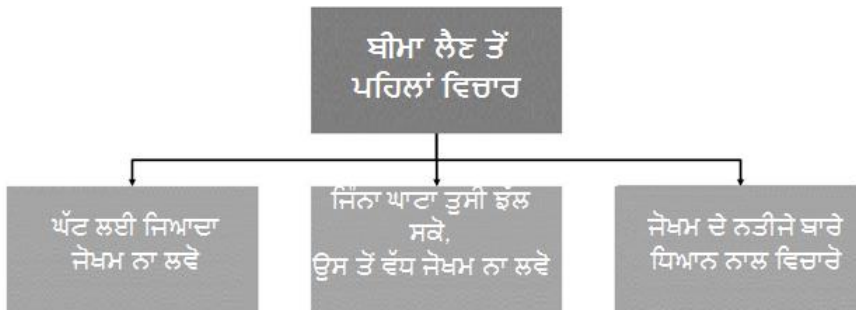 ਬੀਮਾ ਲੈਣ ਤੋਂ
ਪਹਿਲਾਂ ਵਿਚਾਰ
ਘੱਟ ਲਈ ਜਿਆਦਾ
ਜੋਖਮ ਨਾ ਲਵੋ
ਜਿੰਨਾ ਘਾਟਾ ਤੁਸੀ ਝੱਲ
ਸਕੋ,
ਉਸ ਤੋਂ ਵੱਧ ਜੋਖਮ ਨਾ ਲਵੋ
ਜੋਖਮ ਦੇ ਨਤੀਜੇ ਬਾਰੇ
ਧਿਆਨ ਨਾਲ ਵਿਚਾਰੋ